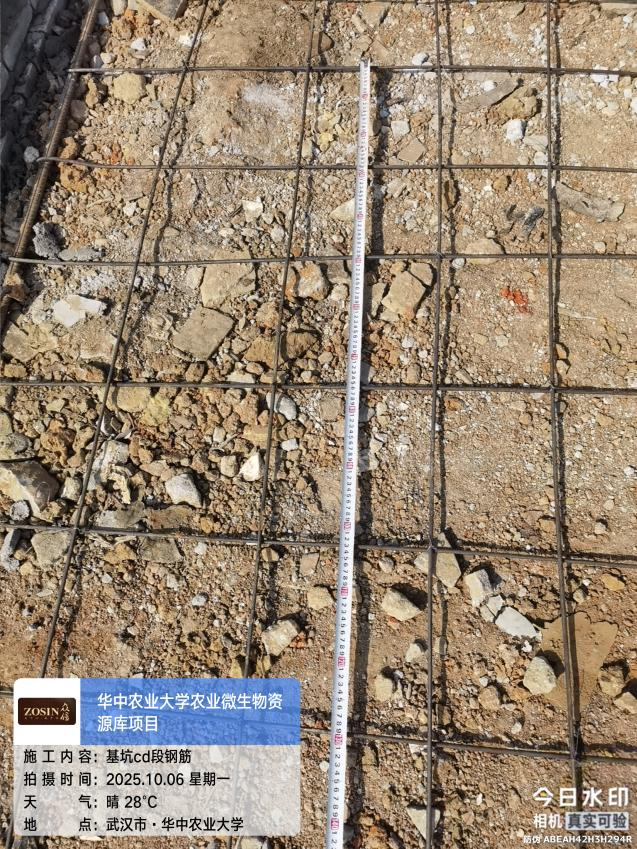 ZOSIN
华中农业大学农业微生物资
源库项目
施工内容：基坑cd段钢筋
拍摄时间：2025.10.06 星期一
天气：晴 28℃
地点：武汉市·华中农业大学
今日水印
相机 真实可验
防伪 ABEAH42H3H294R